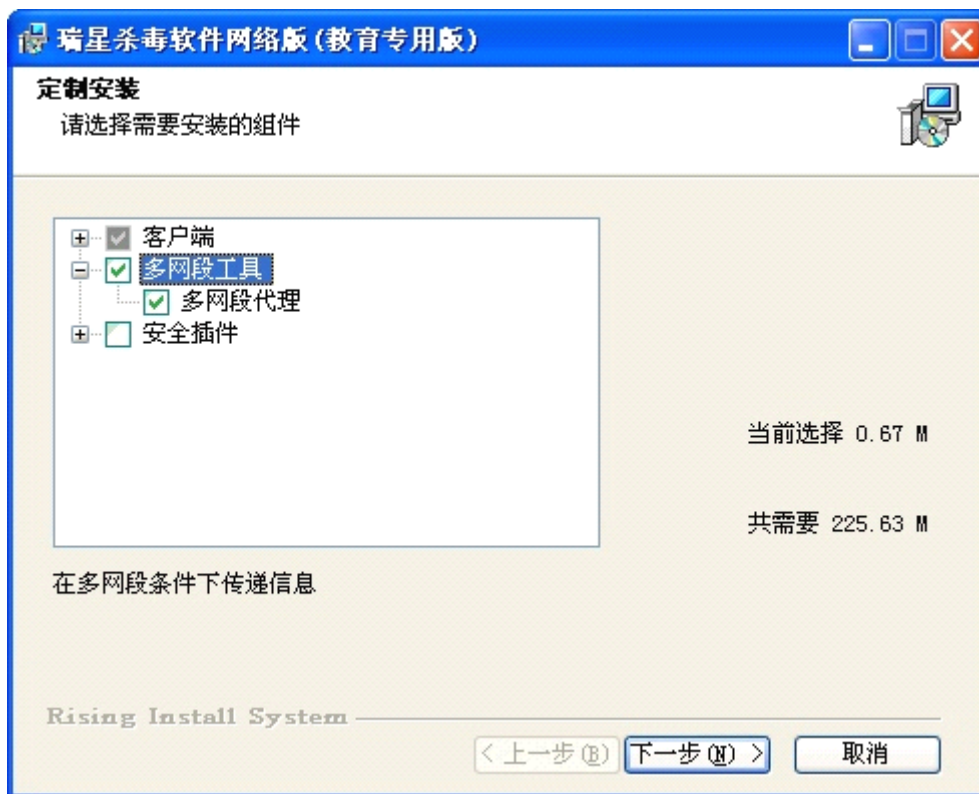 瑞星杀毒软件网络版(教育专用版)
定制安装
请选择需要安装的组件
客户端
多网段工具
多网段代理
安全插件
当前选择 0.67 M
共需要 225.63 M
在多网段条件下传递信息
Rising Install System
< 上一步(B)
下一步(N) >
取消